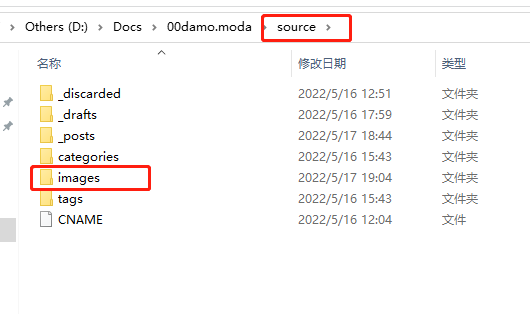 Others (D:) > Docs > 00damo.moda > source >
名称 修改日期 类型
_discarded 2022/5/16 12:51 文件夹
_drafts 2022/5/16 17:59 文件夹
_posts 2022/5/17 18:44 文件夹
categories 2022/5/16 15:43 文件夹
images 2022/5/17 19:04 文件夹
tags 2022/5/16 15:43 文件夹
CNAME 2022/5/16 12:04 文件